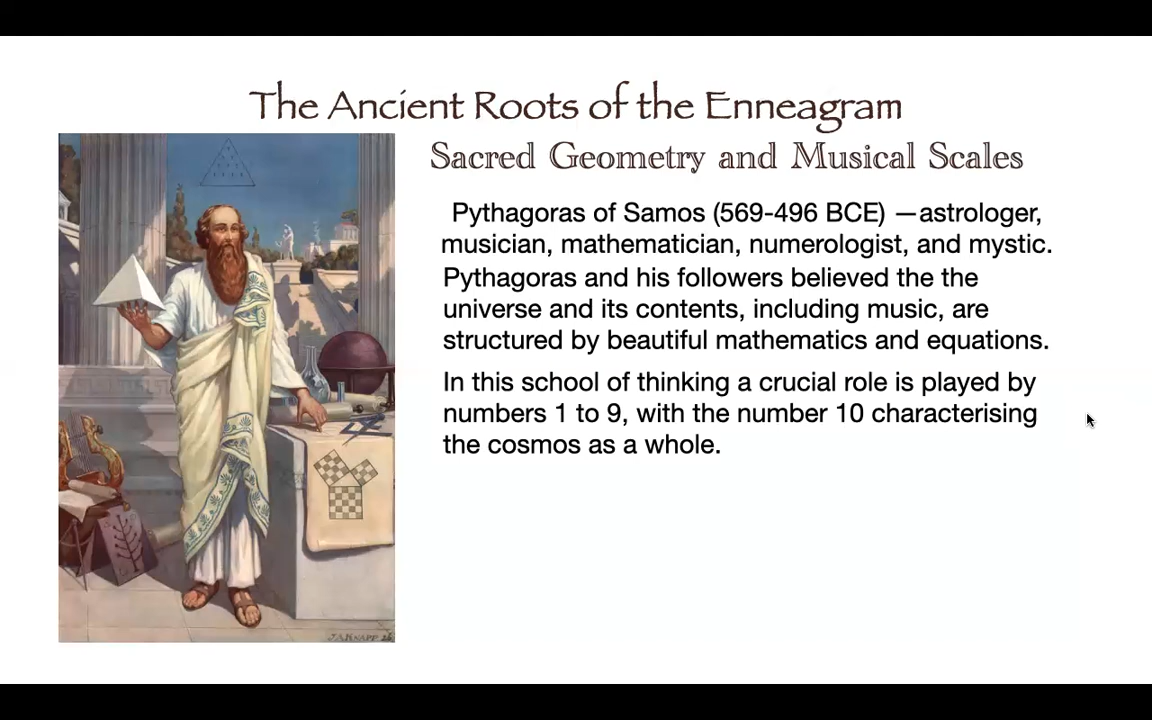 The Ancient Roots of the Enneagram
Sacred Geometry and Musical Scales
Pythagoras of Samos (569-496 BCE) —astrologer,
musician, mathematician, numerologist, and mystic.
Pythagoras and his followers believed the the
universe and its contents, including music, are
structured by beautiful mathematics and equations.
In this school of thinking a crucial role is played by
numbers 1 to 9, with the number 10 characterising
the cosmos as a whole.
J.A.KNAPP